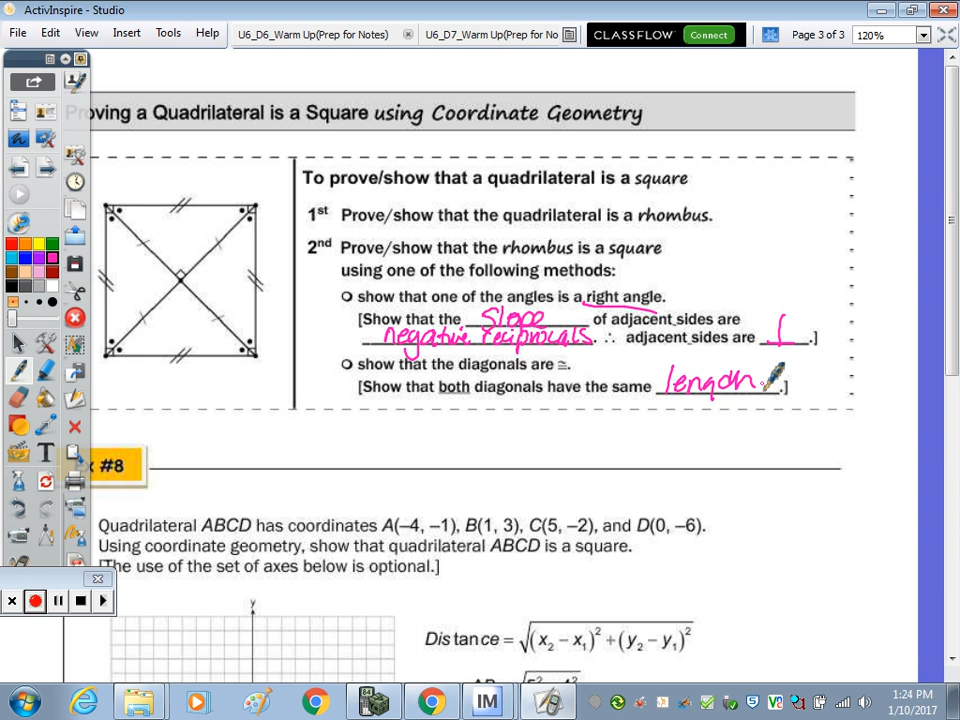 ActivInspire - Studio
File Edit View Insert Tools Help
U6_D6_Warm Up(Prep for Notes)
U6_D7_Warm Up(Prep for No
CLASSFLOW Connect
Page 3 of 3
120%
Proving a Quadrilateral is a Square using Coordinate Geometry
To prove/show that a quadrilateral is a square
1st Prove/show that the quadrilateral is a rhombus.
2nd Prove/show that the rhombus is a square
using one of the following methods:
show that one of the angles is a right angle.
[Show that the slope of adjacent sides are
negative reciprocals. ∴ adjacent sides are ⊥.]
show that the diagonals are ≅.
[Show that both diagonals have the same length.]
#8
Quadrilateral ABCD has coordinates A(–4, –1), B(1, 3), C(5, –2), and D(0, –6).
Using coordinate geometry, show that quadrilateral ABCD is a square.
[The use of the set of axes below is optional.]
y
Distance = √(x₂ – x₁)² + (y₂ – y₁)²
IM
1:24 PM
1/10/2017